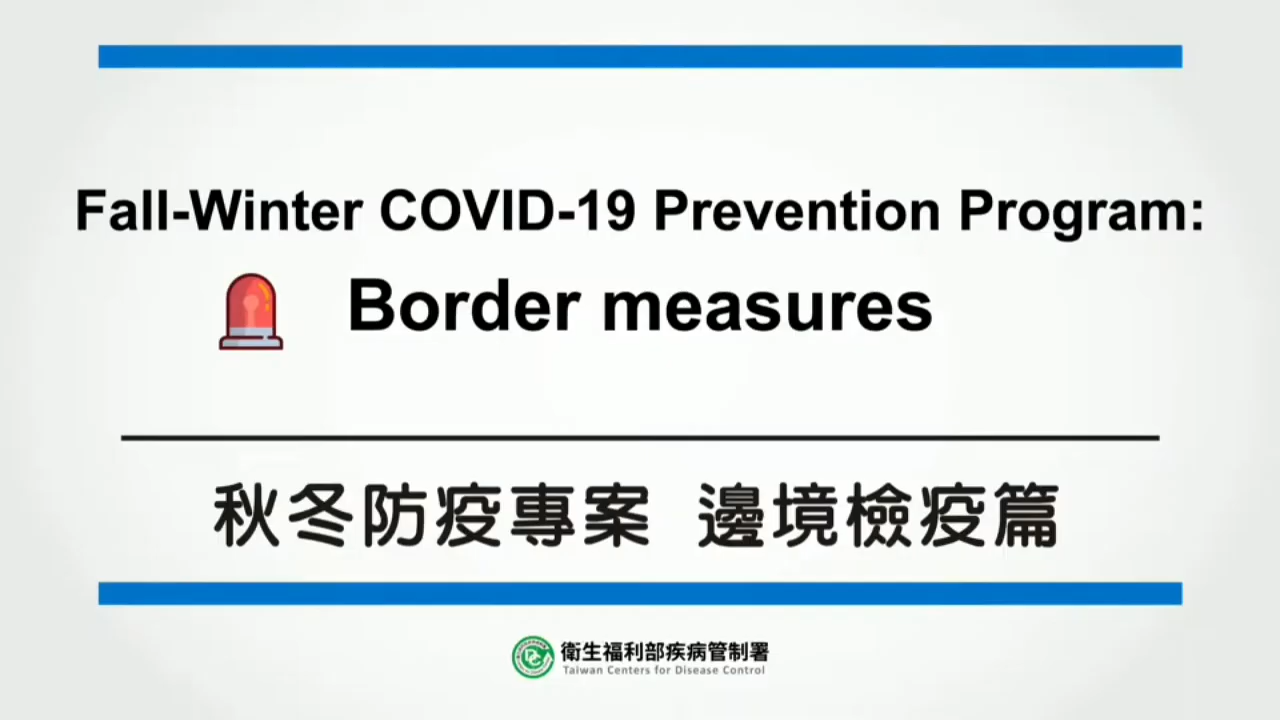 Fall-Winter COVID-19 Prevention Program:
Border measures
秋冬防疫專案 邊境檢疫篇
衛生福利部疾病管制署
Taiwan Centers for Disease Control